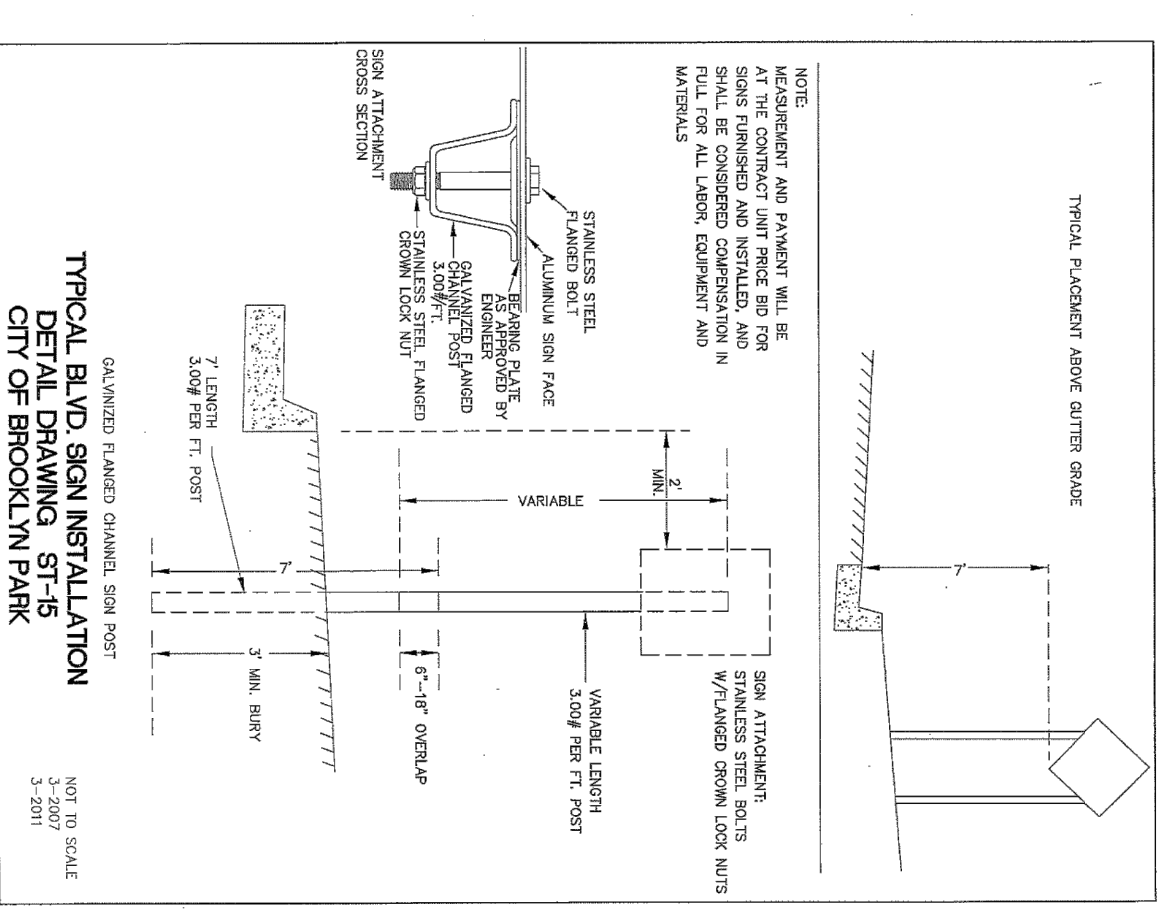 TYPICAL PLACEMENT ABOVE GUTTER GRADE
7'
NOTE:
MEASUREMENT AND PAYMENT WILL BE
AT THE CONTRACT UNIT PRICE BID FOR
SIGNS FURNISHED AND INSTALLED, AND
SHALL BE CONSIDERED COMPENSATION IN
FULL FOR ALL LABOR, EQUIPMENT AND
MATERIALS
STAINLESS STEEL
FLANGED BOLT
ALUMINUM SIGN FACE
BEARING PLATE
AS APPROVED BY
ENGINEER
GALVANIZED FLANGED
CHANNEL POST
3.00#/FT.
STAINLESS STEEL FLANGED
CROWN LOCK NUT
SIGN ATTACHMENT
CROSS SECTION
2'
MIN.
VARIABLE
SIGN ATTACHMENT:
STAINLESS STEEL BOLTS
W/FLANGED CROWN LOCK NUTS
VARIABLE LENGTH
3.00# PER FT. POST
6"-18" OVERLAP
7'
3' MIN. BURY
7' LENGTH
3.00# PER FT. POST
GALVINIZED FLANGED CHANNEL SIGN POST
TYPICAL BLVD. SIGN INSTALLATION
DETAIL DRAWING ST-15
CITY OF BROOKLYN PARK
NOT TO SCALE
3-2007
3-2011